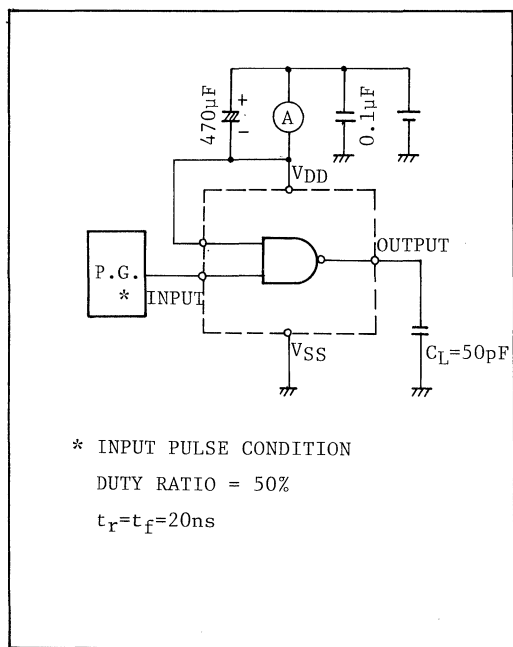 470μF
+
−
A
0.1μF
VDD
P.G.
*
INPUT
OUTPUT
VSS
CL=50pF
* INPUT PULSE CONDITION
DUTY RATIO = 50%
tr=tf=20ns